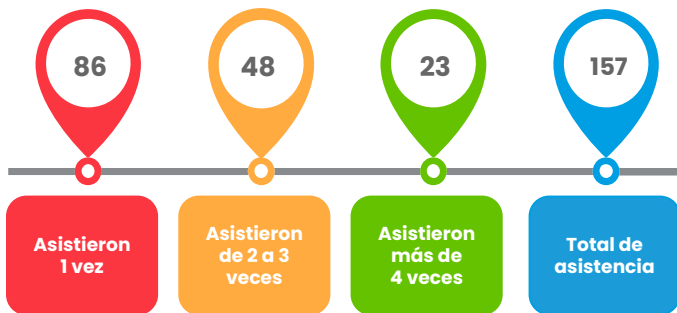 86
48
23
157
Asistieron
1 vez
Asistieron
de 2 a 3
veces
Asistieron
más de
4 veces
Total de
asistencia